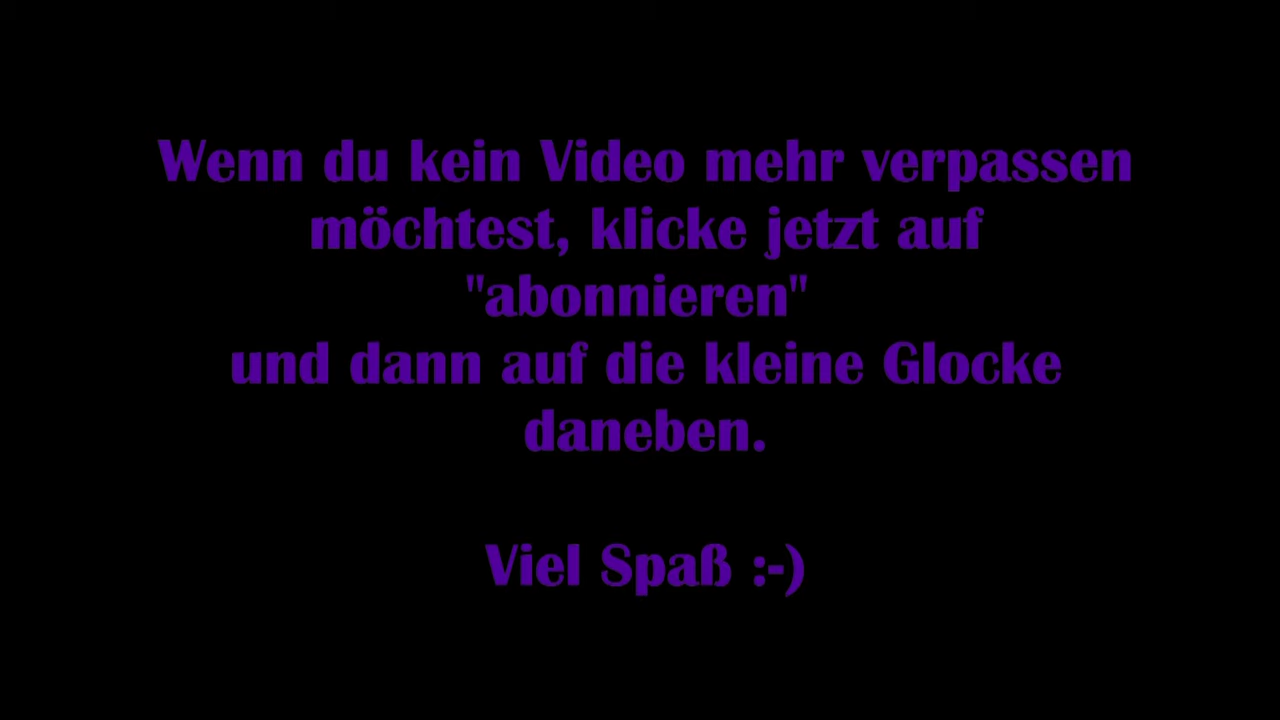 Wenn du kein Video mehr verpassen
möchtest, klicke jetzt auf
"abonnieren"
und dann auf die kleine Glocke
daneben.
Viel Spaß :-)